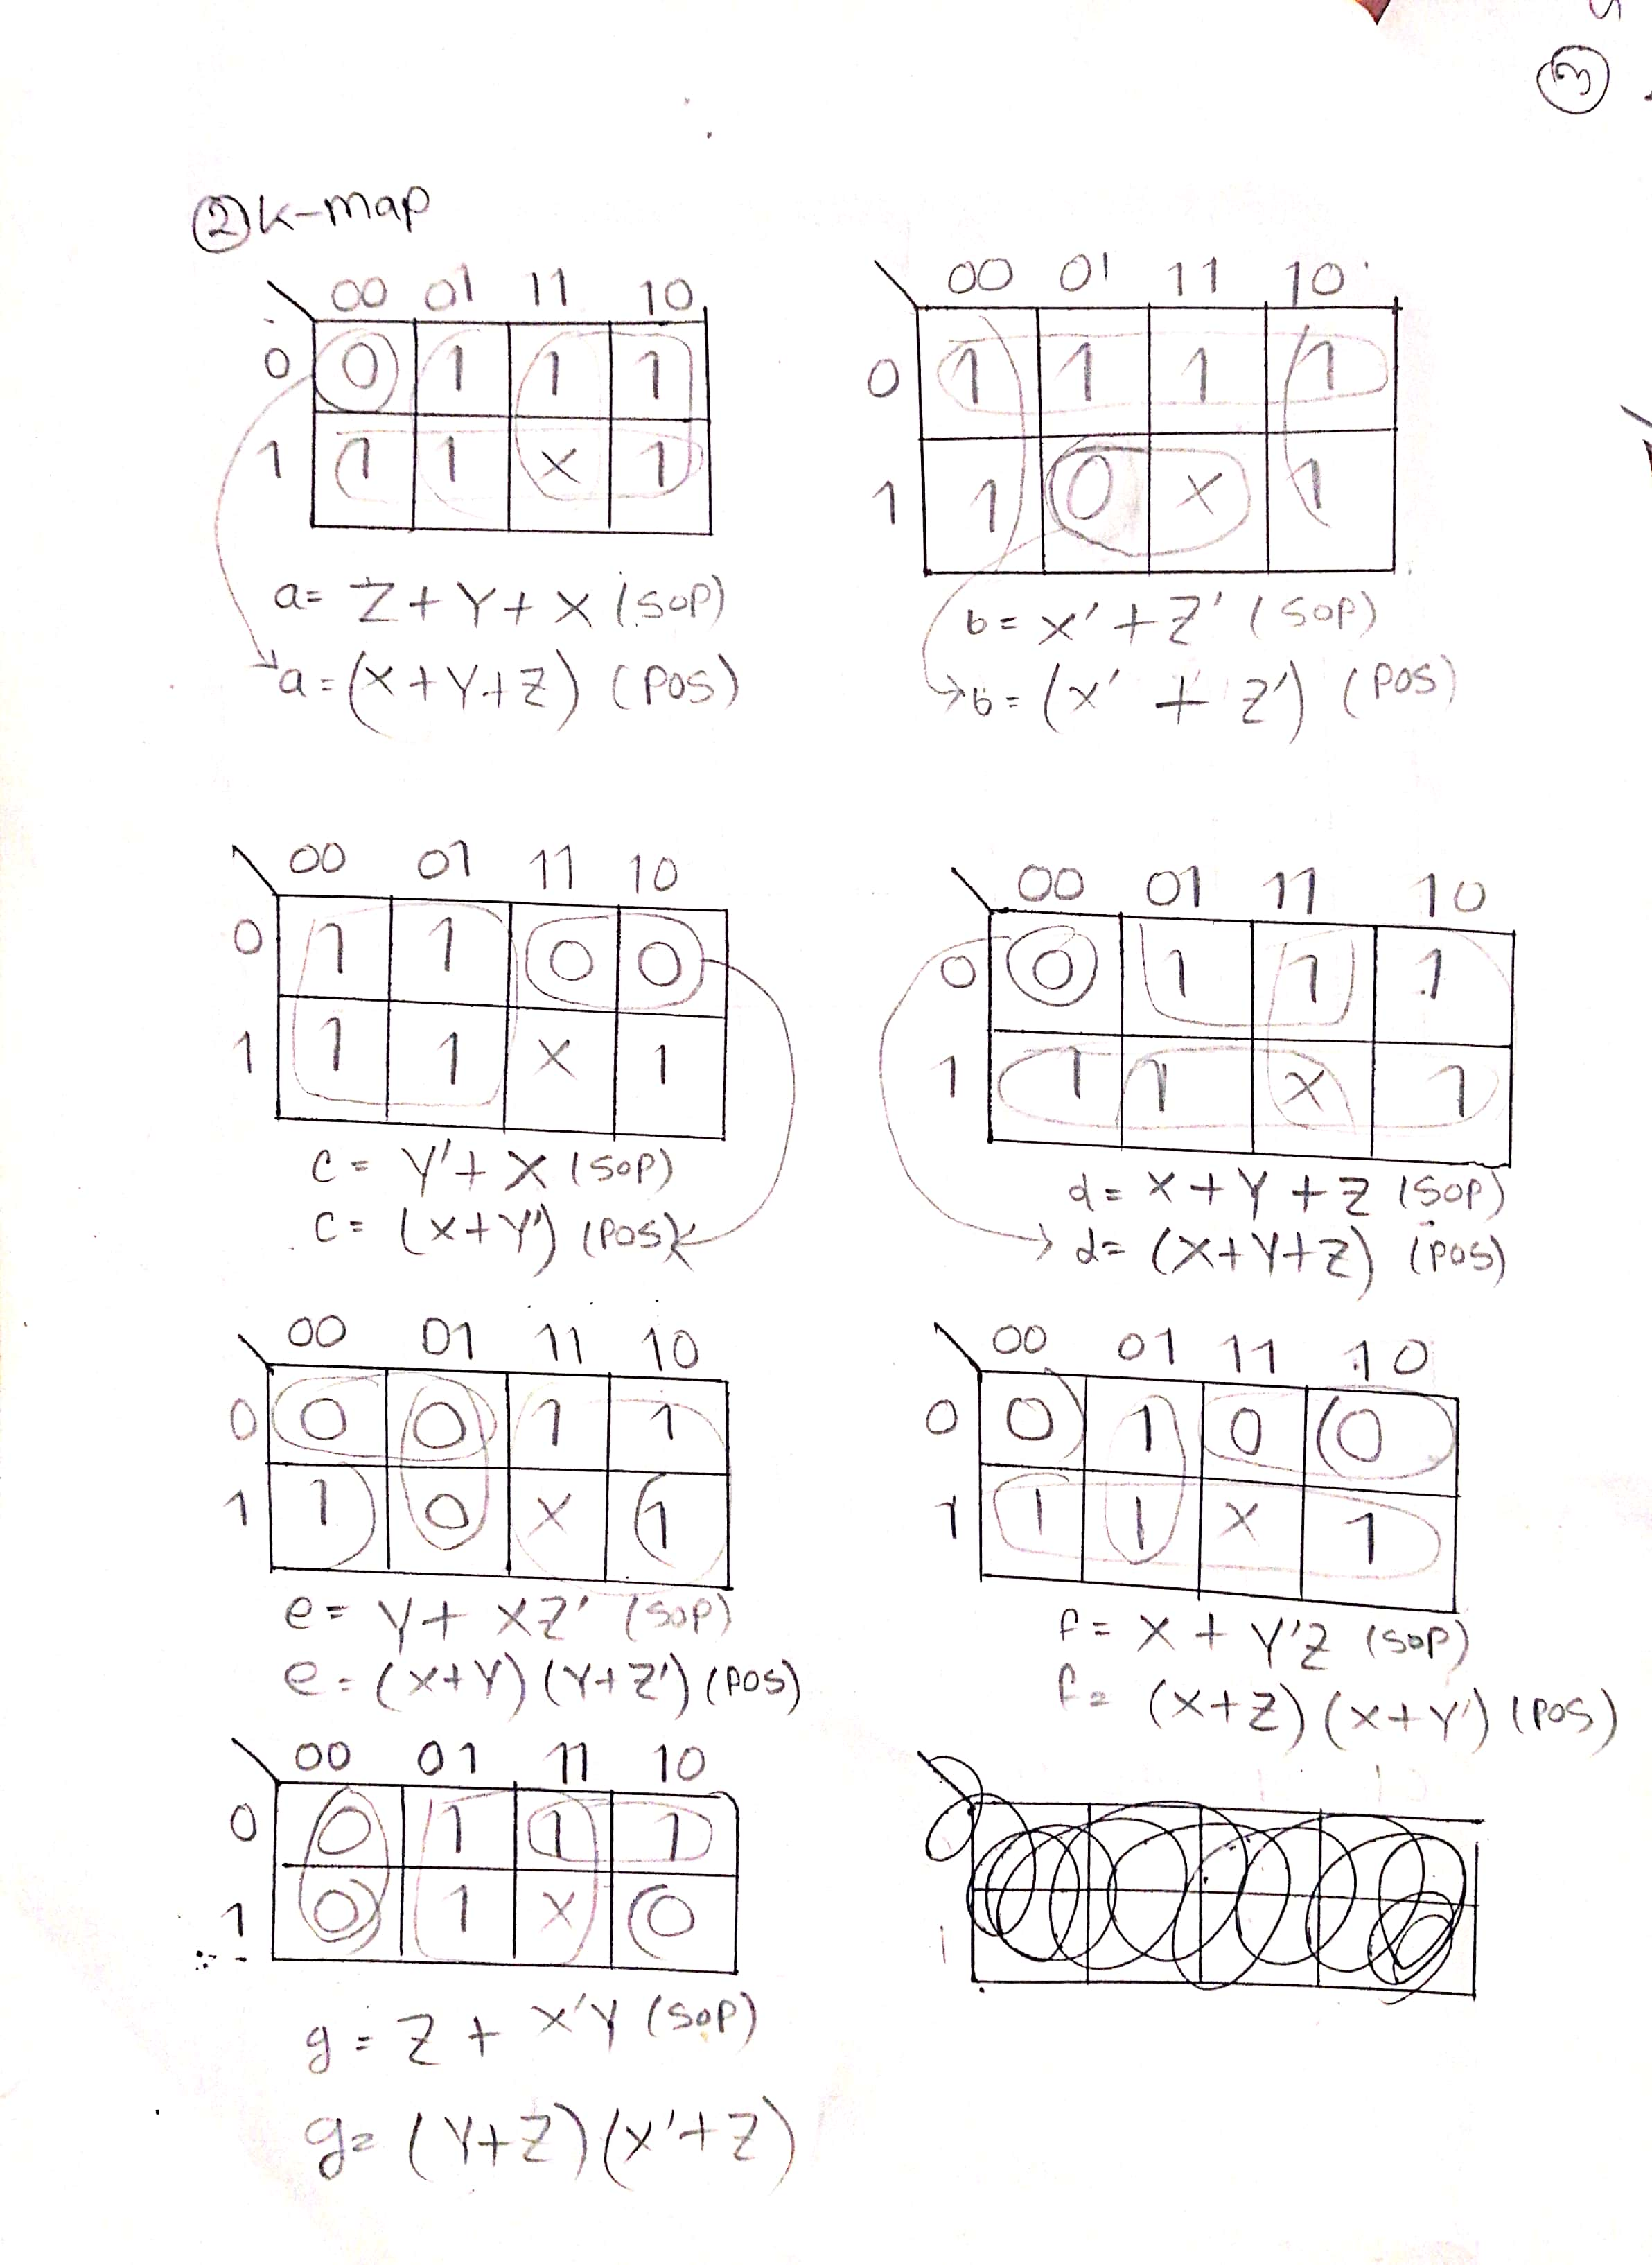 ③
②K-map
00 01 11 10
0 0 1 1 1
1 1 1 X 1
a= Z+Y+X (SOP)
a=(X+Y+Z) (POS)
00 01 11 10
0 1 1 1 1
1 1 0 X 1
b= X'+Z' (SOP)
b= (X' + Z') (POS)
00 01 11 10
0 1 1 0 0
1 1 1 X 1
C= Y'+X (SOP)
C= (X+Y') (POS)
00 01 11 10
0 0 1 1 1
1 1 1 X 1
d= X+Y+Z (SOP)
d= (X+Y+Z) (POS)
00 01 11 10
0 0 0 1 1
1 1 0 X 1
e= Y+ XZ' (SOP)
e= (X+Y)(Y+Z') (POS)
00 01 11 10
0 0 1 0 0
1 1 1 X 1
f= X + Y'Z (SOP)
f= (X+Z)(X+Y') (POS)
00 01 11 10
0 0 1 1 1
1 0 1 X 0
g = Z + X'Y (SOP)
g= (Y+Z)(X'+Z)